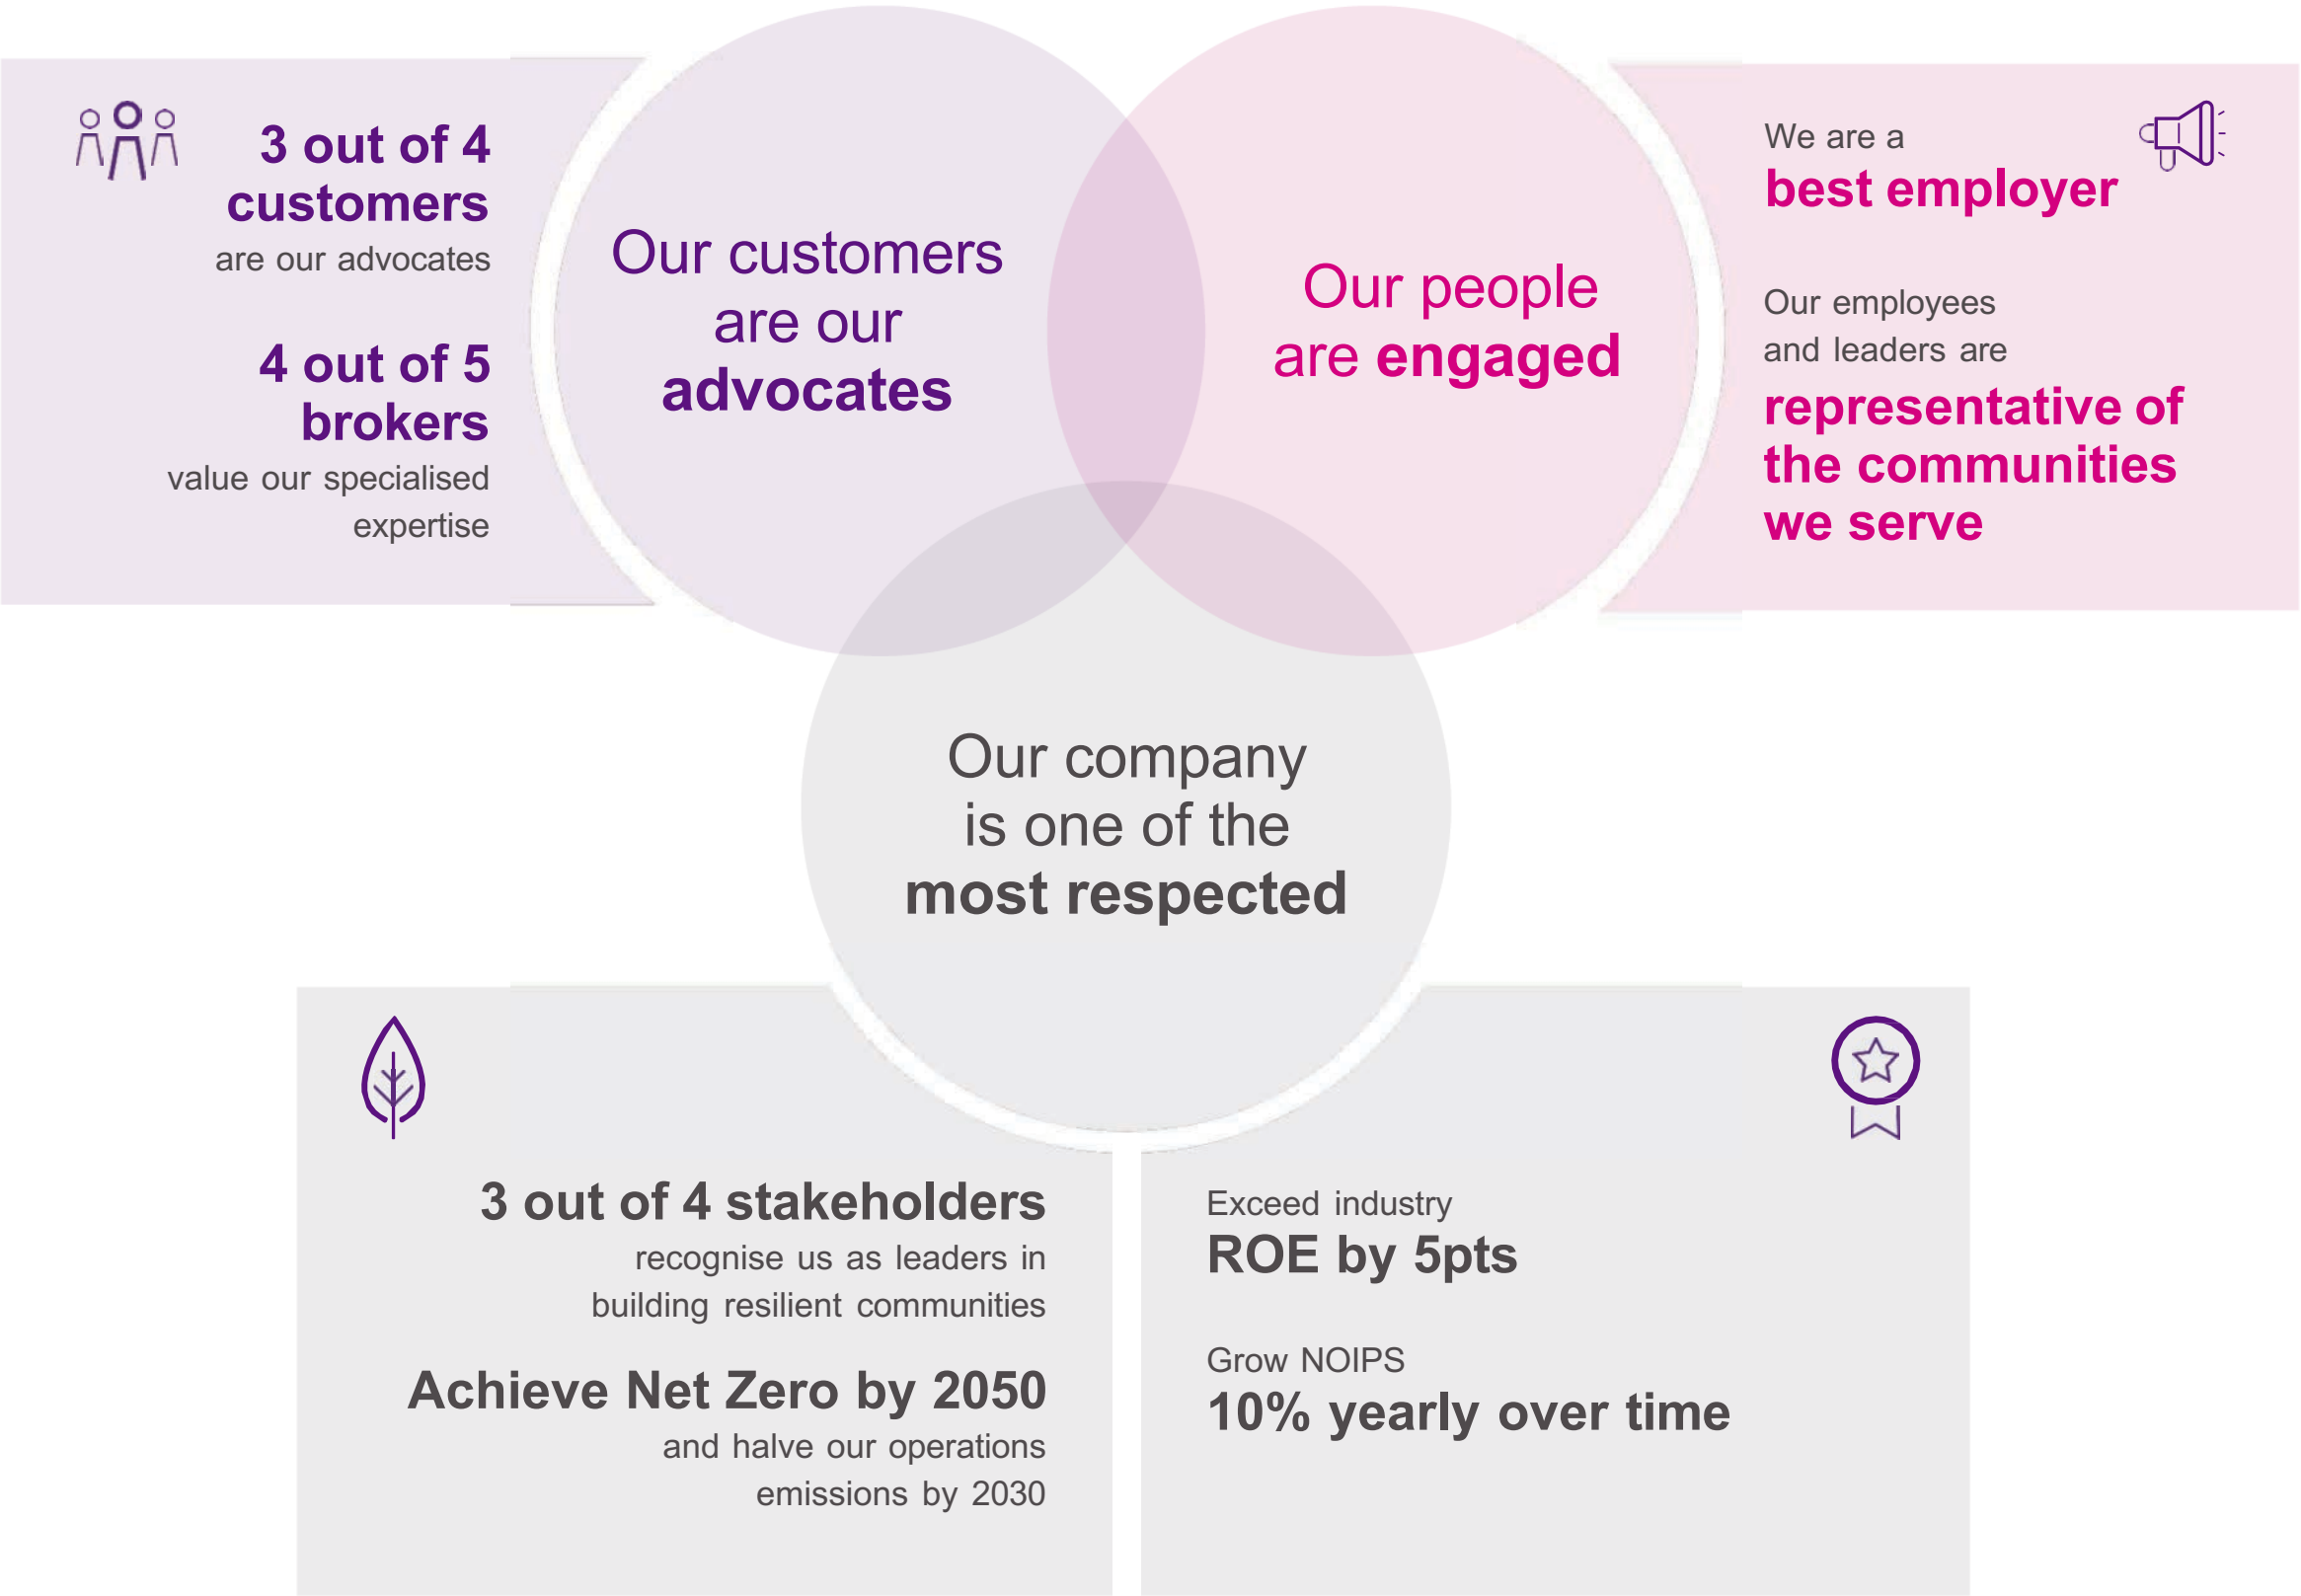 3 out of 4
customers
are our advocates
4 out of 5
brokers
value our specialised
expertise
Our customers
are our
advocates
Our people
are engaged
We are a
best employer
Our employees
and leaders are
representative of
the communities
we serve
Our company
is one of the
most respected
3 out of 4 stakeholders
recognise us as leaders in
building resilient communities
Achieve Net Zero by 2050
and halve our operations
emissions by 2030
Exceed industry
ROE by 5pts
Grow NOIPS
10% yearly over time